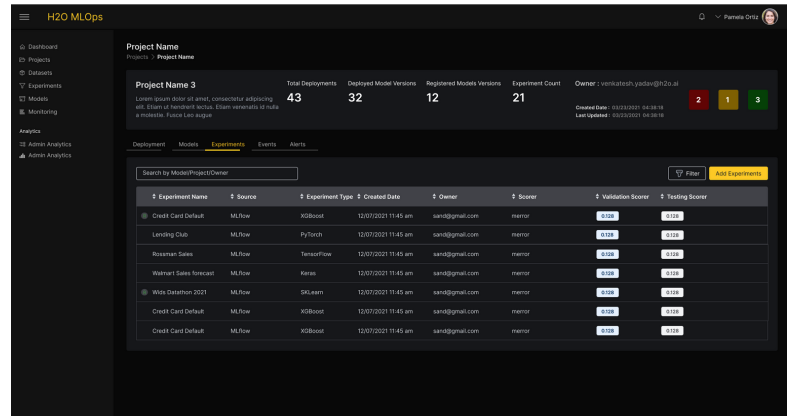 H2O MLOps
Pamela Ortiz
Dashboard
Projects
Datasets
Experiments
Models
Monitoring
Analytics
Admin Analytics
Admin Analytics
Project Name
Projects > Project Name
Project Name 3
Lorem ipsum dolor sit amet, consectetur adipiscing
elit. Etiam ut hendrerit lectus. Etiam venenatis id nulla
a molestie. Fusce Leo augue
Total Deployments
43
Deployed Model Versions
32
Registered Models Versions
12
Experiment Count
21
Owner : venkatesh.yadav@h2o.ai
Created Date : 03/23/2021 04:38:18
Last Updated : 03/23/2021 04:38:18
2 1 3
Deployment Models Experiments Events Alerts
Search by Model/Project/Owner
Filter
Add Experiments
Experiment Name Source Experiment Type Created Date Owner Scorer Validation Scorer Testing Scorer
Credit Card Default MLflow XGBoost 12/07/2021 11:45 am sand@gmail.com merror 0.128 0.128
Lending Club MLflow PyTorch 12/07/2021 11:45 am sand@gmail.com merror 0.128 0.128
Rossman Sales MLflow TensorFlow 12/07/2021 11:45 am sand@gmail.com merror 0.128 0.128
Walmart Sales forecast MLflow Keras 12/07/2021 11:45 am sand@gmail.com merror 0.128 0.128
Wids Datathon 2021 MLflow SKLearn 12/07/2021 11:45 am sand@gmail.com merror 0.128 0.128
Credit Card Default MLflow XGBoost 12/07/2021 11:45 am sand@gmail.com merror 0.128 0.128
Credit Card Default MLflow XGBoost 12/07/2021 11:45 am sand@gmail.com merror 0.128 0.128